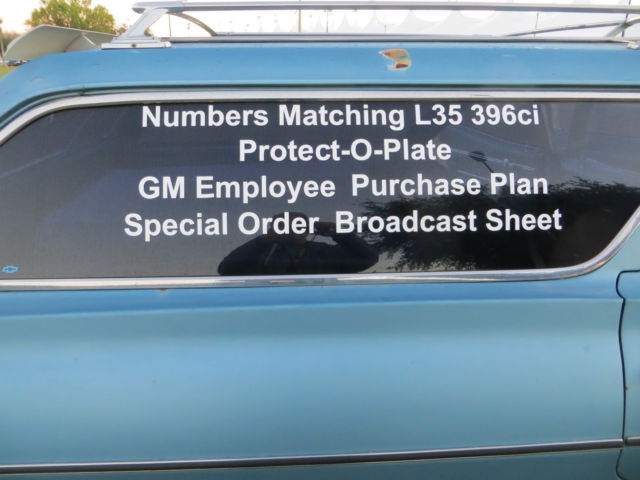 Numbers Matching L35 396ci
Protect-O-Plate
GM Employee Purchase Plan
Special Order Broadcast Sheet